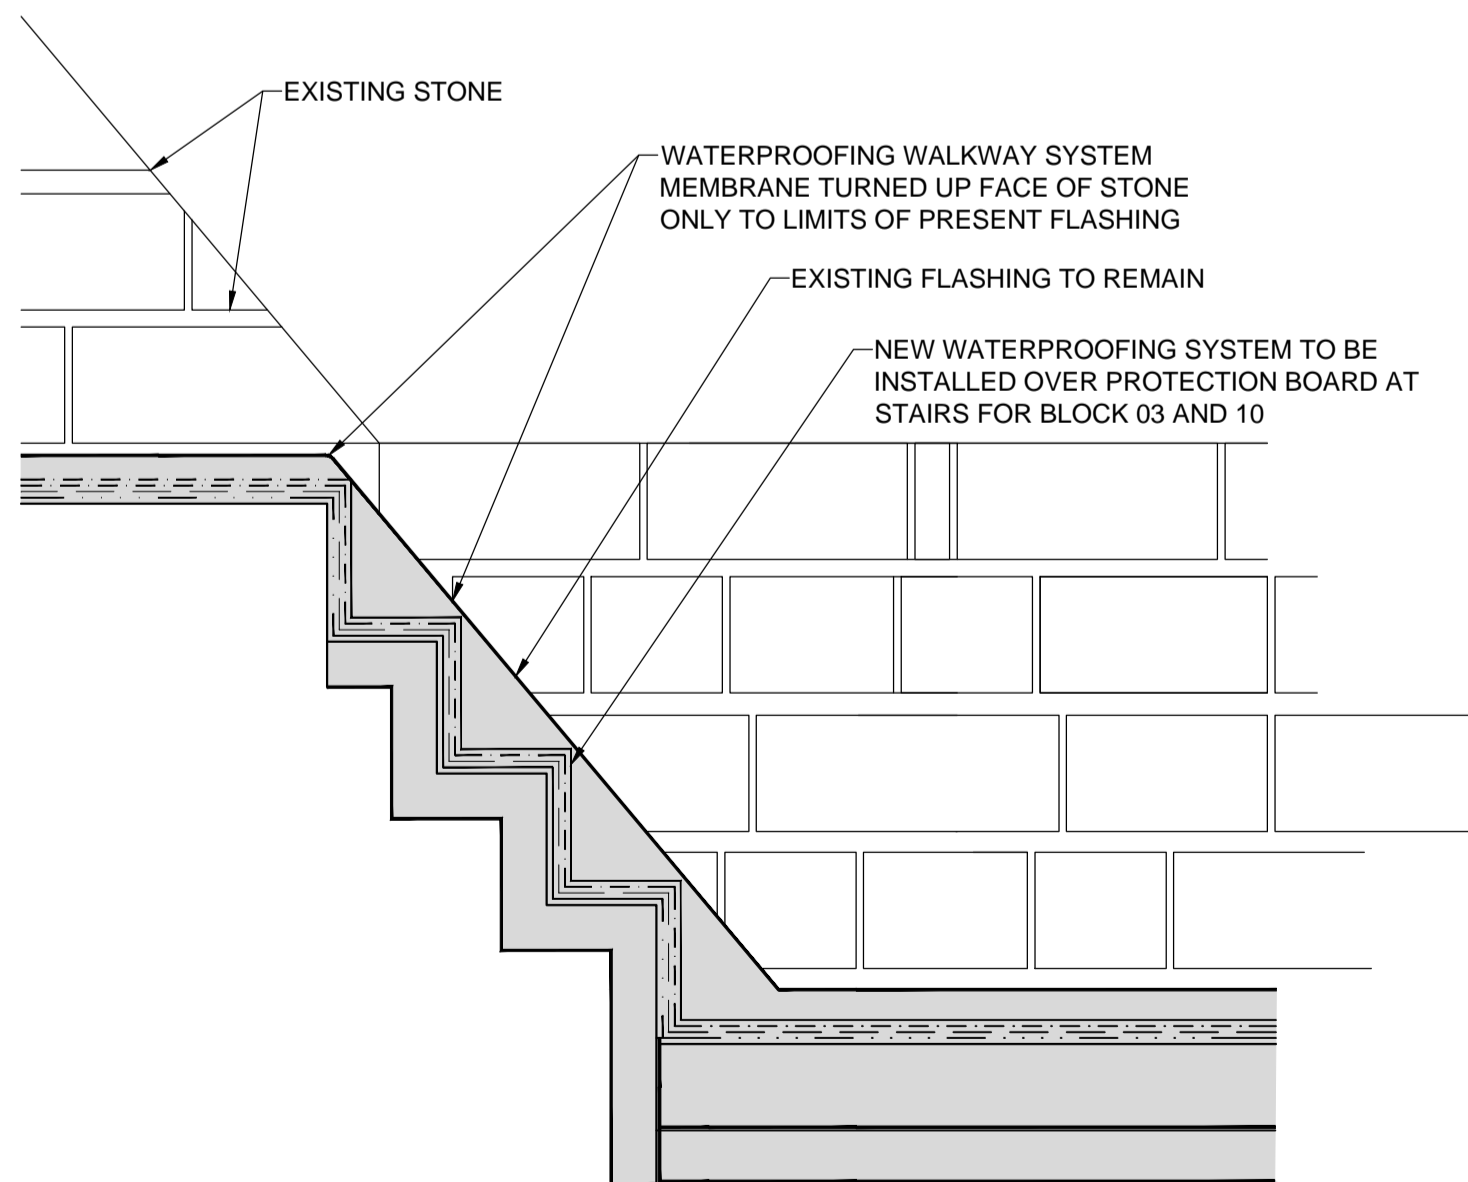 EXISTING STONE
WATERPROOFING WALKWAY SYSTEM
MEMBRANE TURNED UP FACE OF STONE
ONLY TO LIMITS OF PRESENT FLASHING
EXISTING FLASHING TO REMAIN
NEW WATERPROOFING SYSTEM TO BE
INSTALLED OVER PROTECTION BOARD AT
STAIRS FOR BLOCK 03 AND 10